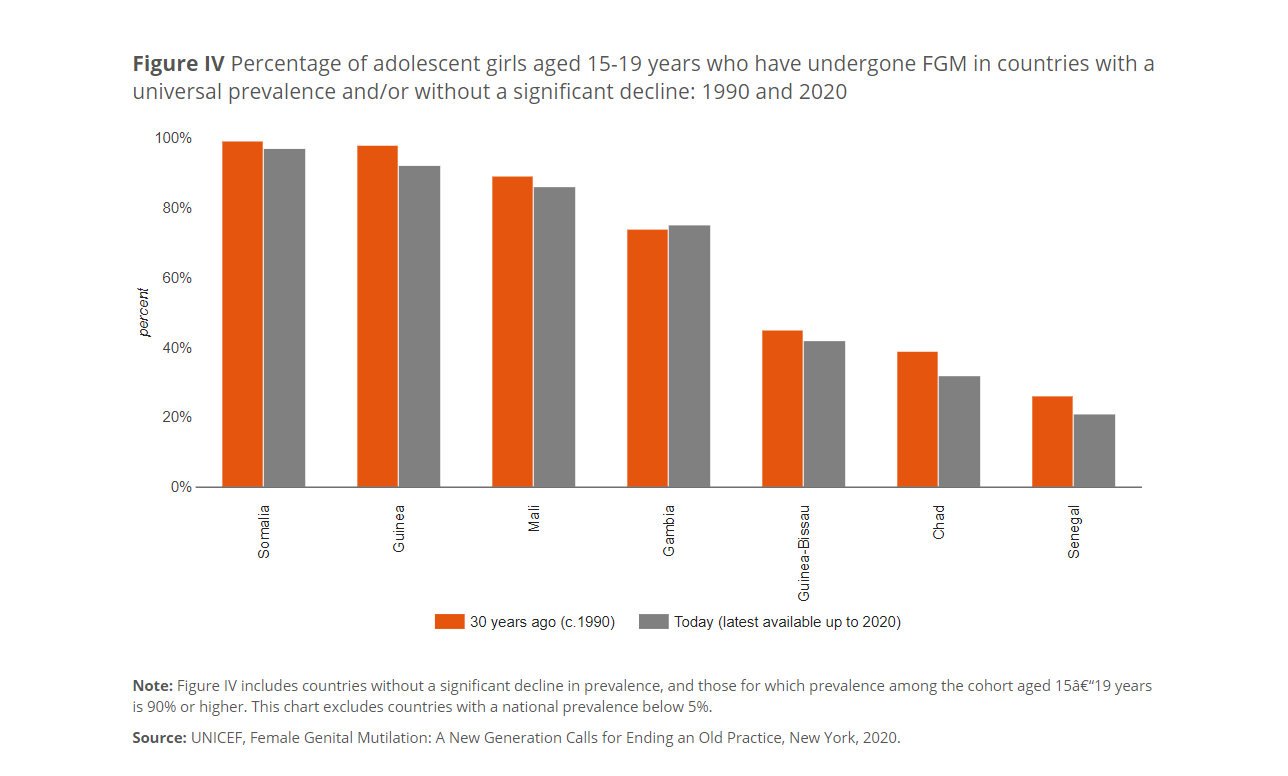 Figure IV Percentage of adolescent girls aged 15-19 years who have undergone FGM in countries with a
universal prevalence and/or without a significant decline: 1990 and 2020
100%
80%
60%
40%
20%
0%
percent
Somalia
Guinea
Mali
Gambia
Guinea-Bissau
Chad
Senegal
30 years ago (c.1990)
Today (latest available up to 2020)
Note: Figure IV includes countries without a significant decline in prevalence, and those for which prevalence among the cohort aged 15â€“19 years
is 90% or higher. This chart excludes countries with a national prevalence below 5%.
Source: UNICEF, Female Genital Mutilation: A New Generation Calls for Ending an Old Practice, New York, 2020.